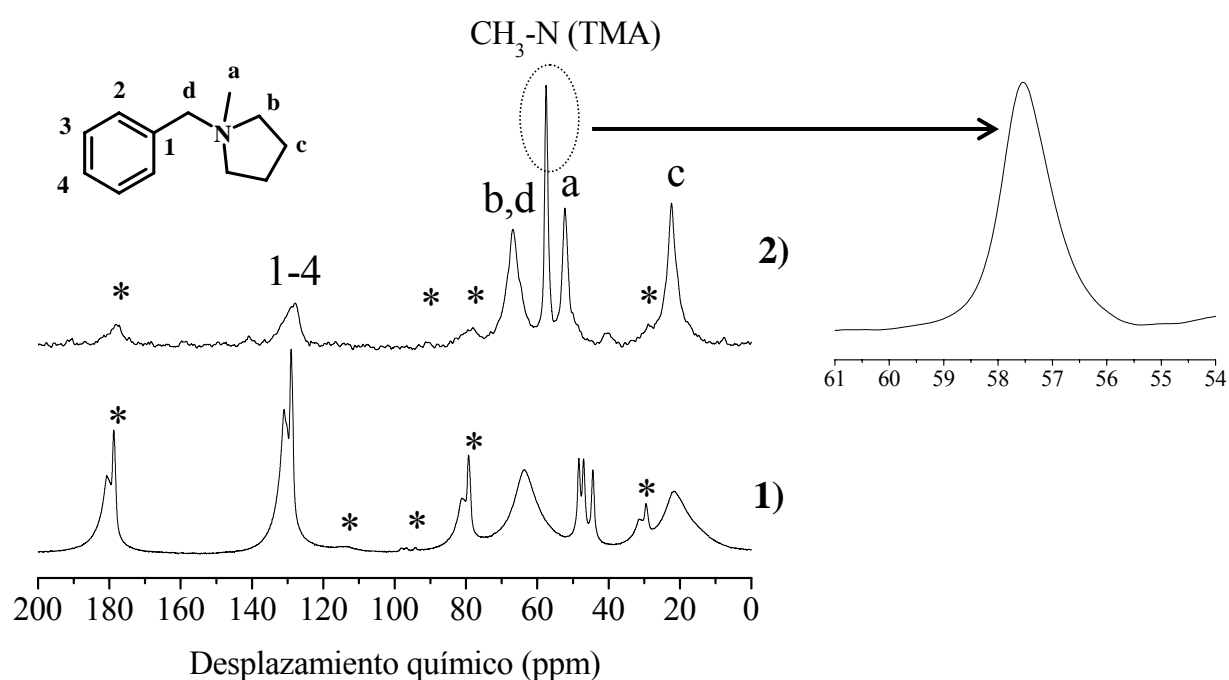 CH₃-N (TMA)
a
2 d
b
3
N
1 c
4
a c
b,d
2)
1-4
* * * *
61 60 59 58 57 56 55 54
* * *
1)
* * *
200 180 160 140 120 100 80 60 40 20 0
Desplazamiento químico (ppm)